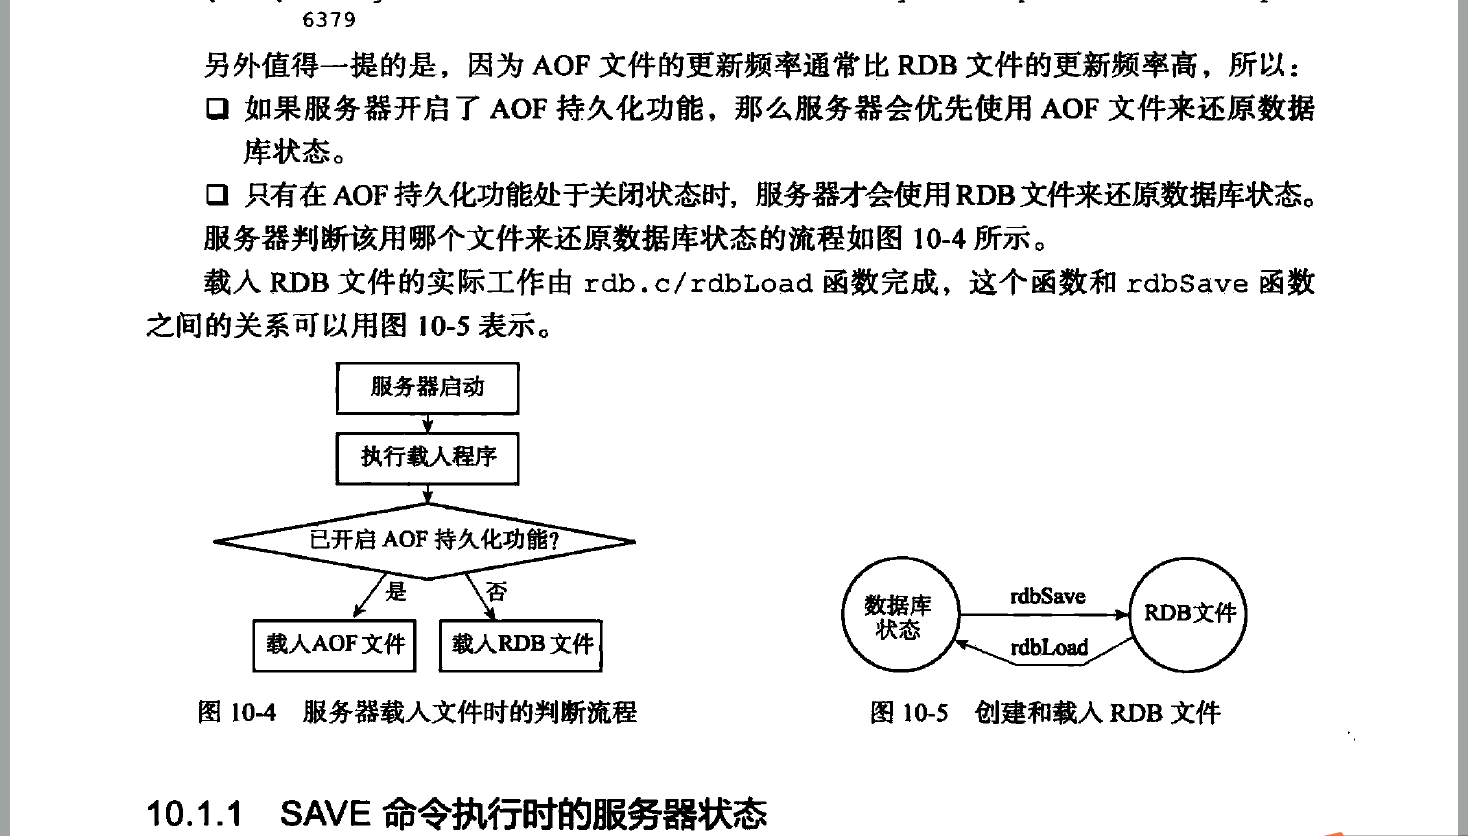 6379
另外值得一提的是，因为 AOF 文件的更新频率通常比 RDB 文件的更新频率高，所以：
❑ 如果服务器开启了 AOF 持久化功能，那么服务器会优先使用 AOF 文件来还原数据
库状态。
❑ 只有在 AOF 持久化功能处于关闭状态时，服务器才会使用 RDB 文件来还原数据库状态。
服务器判断该用哪个文件来还原数据库状态的流程如图 10-4 所示。
载入 RDB 文件的实际工作由 rdb.c/rdbLoad 函数完成，这个函数和 rdbSave 函数
之间的关系可以用图 10-5 表示。
服务器启动
执行载入程序
已开启 AOF 持久化功能?
是
否
载入AOF 文件
载入RDB 文件
图 10-4 服务器载入文件时的判断流程
数据库
状态
rdbSave
rdbLoad
RDB文件
图 10-5 创建和载入 RDB 文件
10.1.1 SAVE 命令执行时的服务器状态